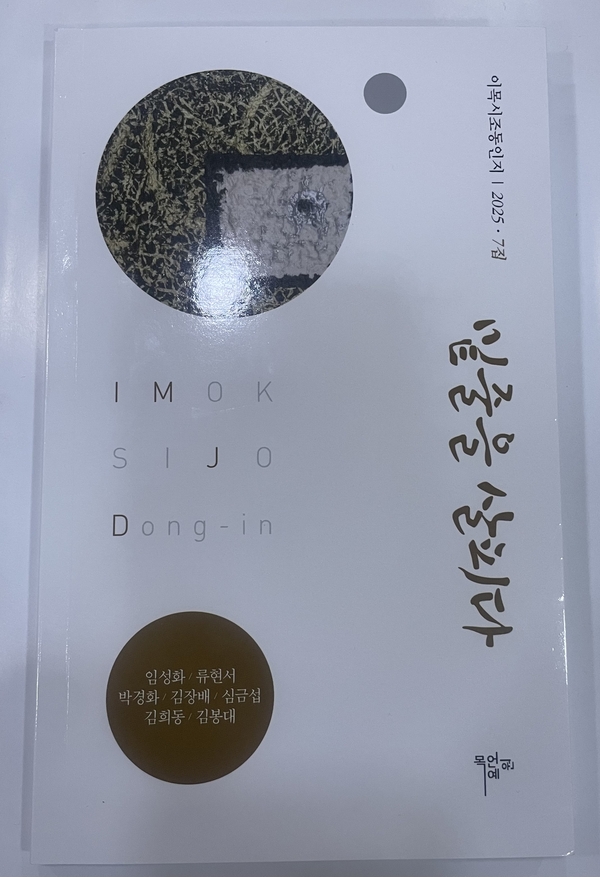 이목시조동인지 | 2025 · 7집
밑줄을 살히다
IMOK
SIJO
Dong-in
임성화 / 류현서
박경화 / 김장배 / 심금섭
김희동 / 김봉대
목언예원